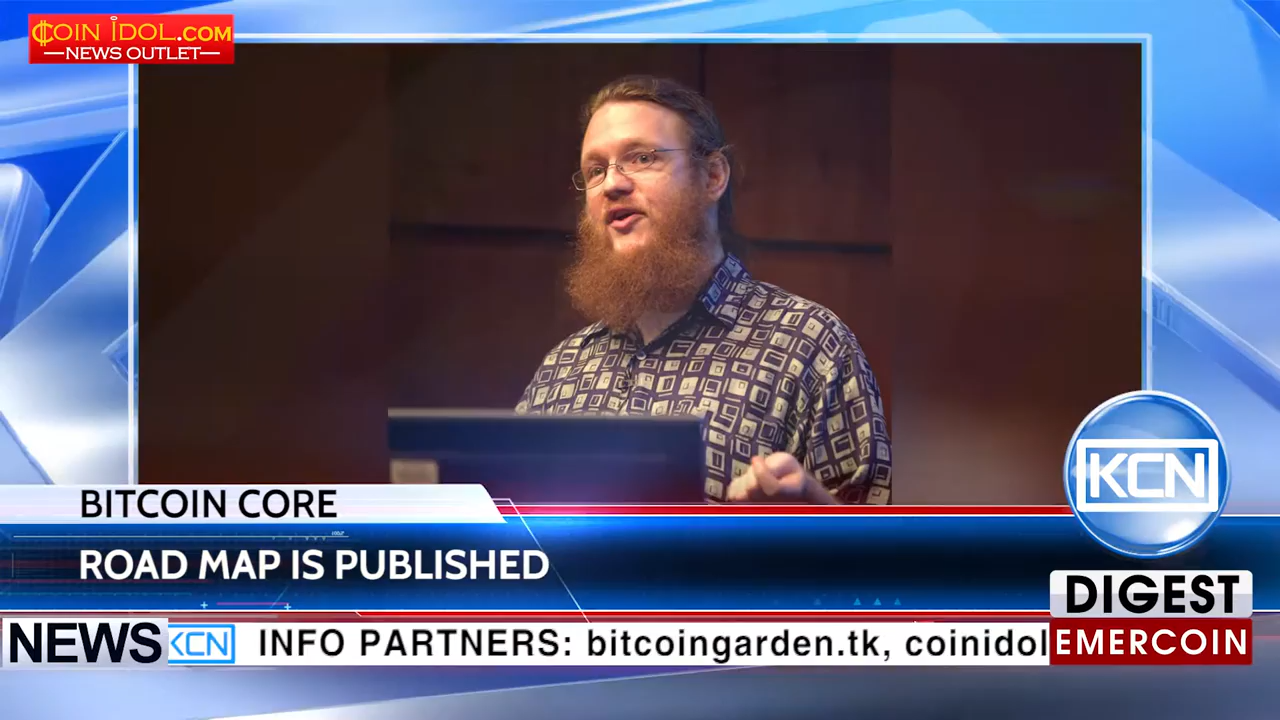 ₿OIN IDOL.COM
NEWS OUTLET
BITCOIN CORE
ROAD MAP IS PUBLISHED
KCN
DIGEST
NEWS KCN INFO PARTNERS: bitcoingarden.tk, coinidol EMERCOIN